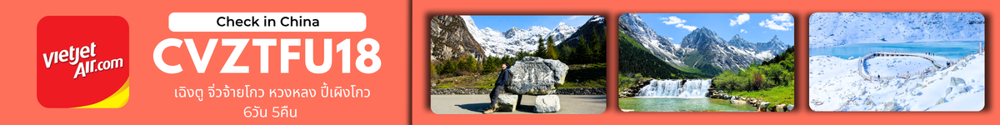 vietjet
Air.com
Check in China
CVZTFU18
เฉิงตู จิ่วจ้ายโกว หวงหลง ปี้เผิงโกว
6วัน 5คืน